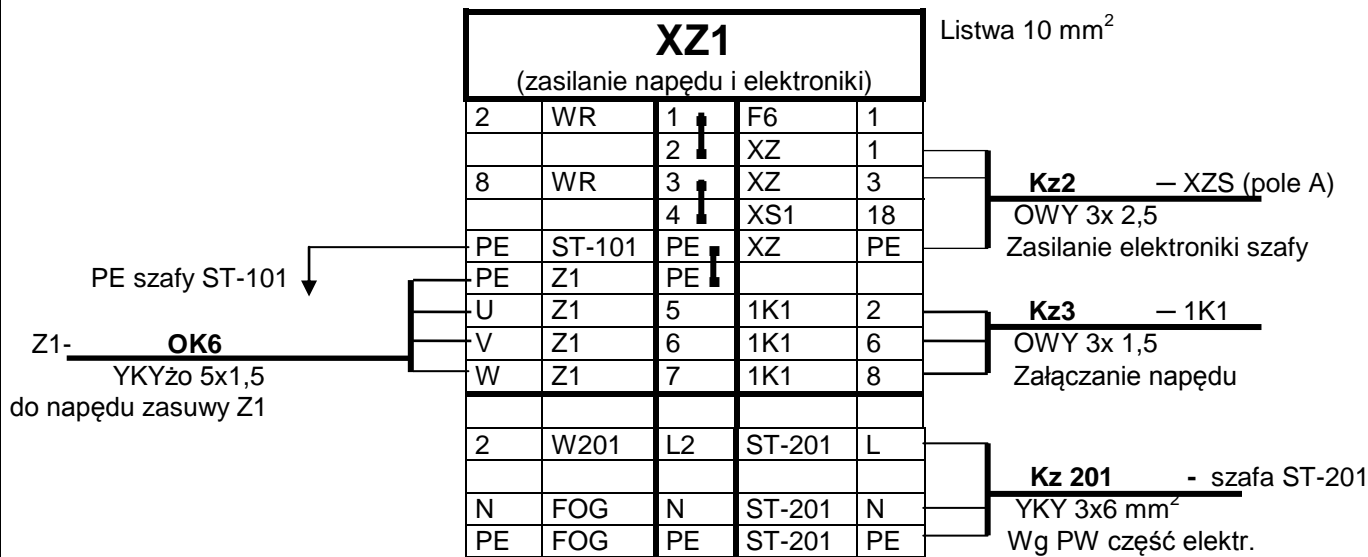 XZ1
(zasilanie napędu i elektroniki)
Listwa 10 mm²
2 WR 1 F6 1
2 XZ 1
8 WR 3 XZ 3
4 XS1 18
PE ST-101 PE XZ PE
PE Z1 PE
U Z1 5 1K1 2
V Z1 6 1K1 6
W Z1 7 1K1 8
2 W201 L2 ST-201 L
N FOG N ST-201 N
PE FOG PE ST-201 PE
PE szafy ST-101
Z1- OK6
YKYżo 5x1,5
do napędu zasuwy Z1
Kz2 – XZS (pole A)
OWY 3x 2,5
Zasilanie elektroniki szafy
Kz3 – 1K1
OWY 3x 1,5
Załączanie napędu
Kz 201 - szafa ST-201
YKY 3x6 mm²
Wg PW część elektr.